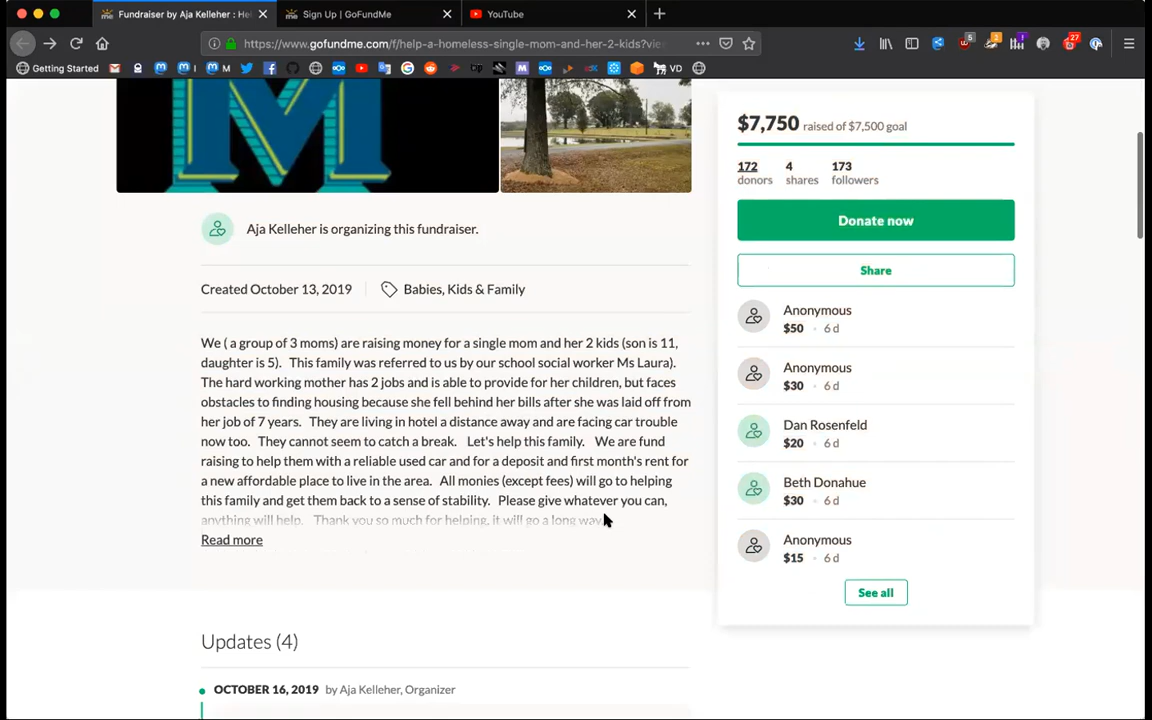 Fundraiser by Aja Kelleher : He
Sign Up | GoFundMe
YouTube
https://www.gofundme.com/f/help-a-homeless-single-mom-and-her-2-kids?vie
5
2
!
27
Getting Started
M
I
M
VD
M
$7,750 raised of $7,500 goal
172 4 173
donors shares followers
Donate now
Share
Aja Kelleher is organizing this fundraiser.
Created October 13, 2019 Babies, Kids & Family
We ( a group of 3 moms) are raising money for a single mom and her 2 kids (son is 11,
daughter is 5). This family was referred to us by our school social worker Ms Laura).
The hard working mother has 2 jobs and is able to provide for her children, but faces
obstacles to finding housing because she fell behind her bills after she was laid off from
her job of 7 years. They are living in hotel a distance away and are facing car trouble
now too. They cannot seem to catch a break. Let's help this family. We are fund
raising to help them with a reliable used car and for a deposit and first month's rent for
a new affordable place to live in the area. All monies (except fees) will go to helping
this family and get them back to a sense of stability. Please give whatever you can,
anything will help. Thank you so much for helping, it will go a long way.
Read more
Anonymous
$50 • 6 d
Anonymous
$30 • 6 d
Dan Rosenfeld
$20 • 6 d
Beth Donahue
$30 • 6 d
Anonymous
$15 • 6 d
See all
Updates (4)
OCTOBER 16, 2019 by Aja Kelleher, Organizer